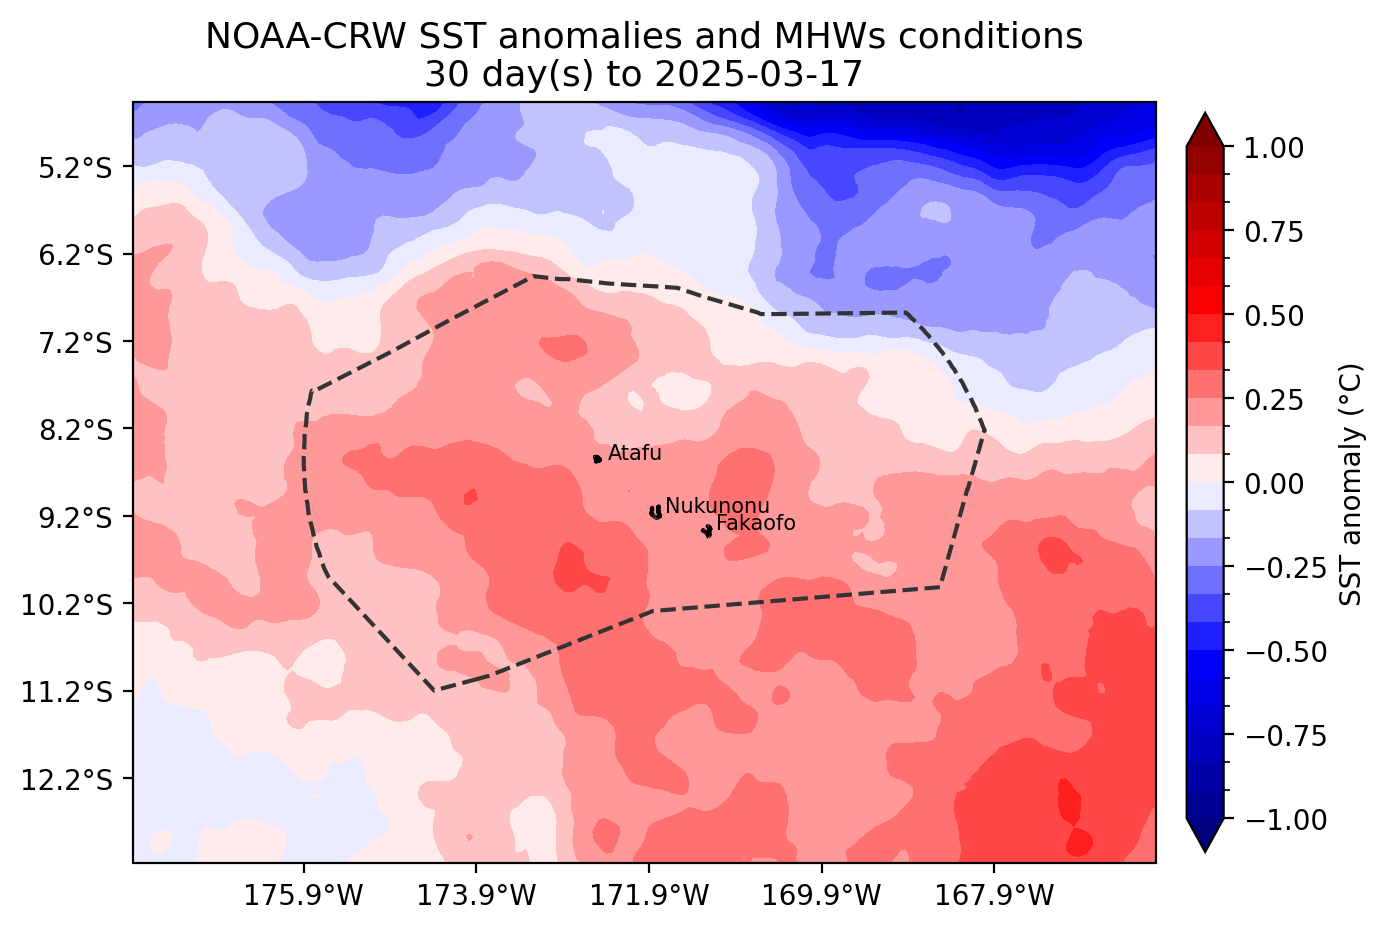 NOAA-CRW SST anomalies and MHWs conditions
30 day(s) to 2025-03-17
5.2°S
6.2°S
7.2°S
8.2°S
9.2°S
10.2°S
11.2°S
12.2°S
Atafu
Nukunonu
Fakaofo
175.9°W
173.9°W
171.9°W
169.9°W
167.9°W
1.00
0.75
0.50
0.25
0.00
−0.25
−0.50
−0.75
−1.00
SST anomaly (°C)